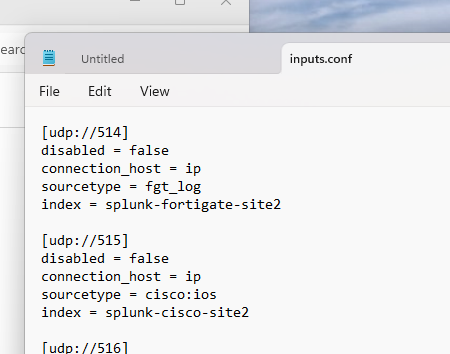 earc
Untitled
inputs.conf
File Edit View
[udp://514]
disabled = false
connection_host = ip
sourcetype = fgt_log
index = splunk-fortigate-site2
[udp://515]
disabled = false
connection_host = ip
sourcetype = cisco:ios
index = splunk-cisco-site2
[udp://516]